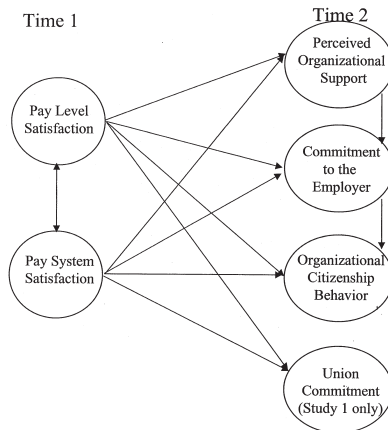 Time 1
Time 2
Perceived
Organizational
Support
Pay Level
Satisfaction
Commitment
to the
Employer
Pay System
Satisfaction
Organizational
Citizenship
Behavior
Union
Commitment
(Study 1 only)